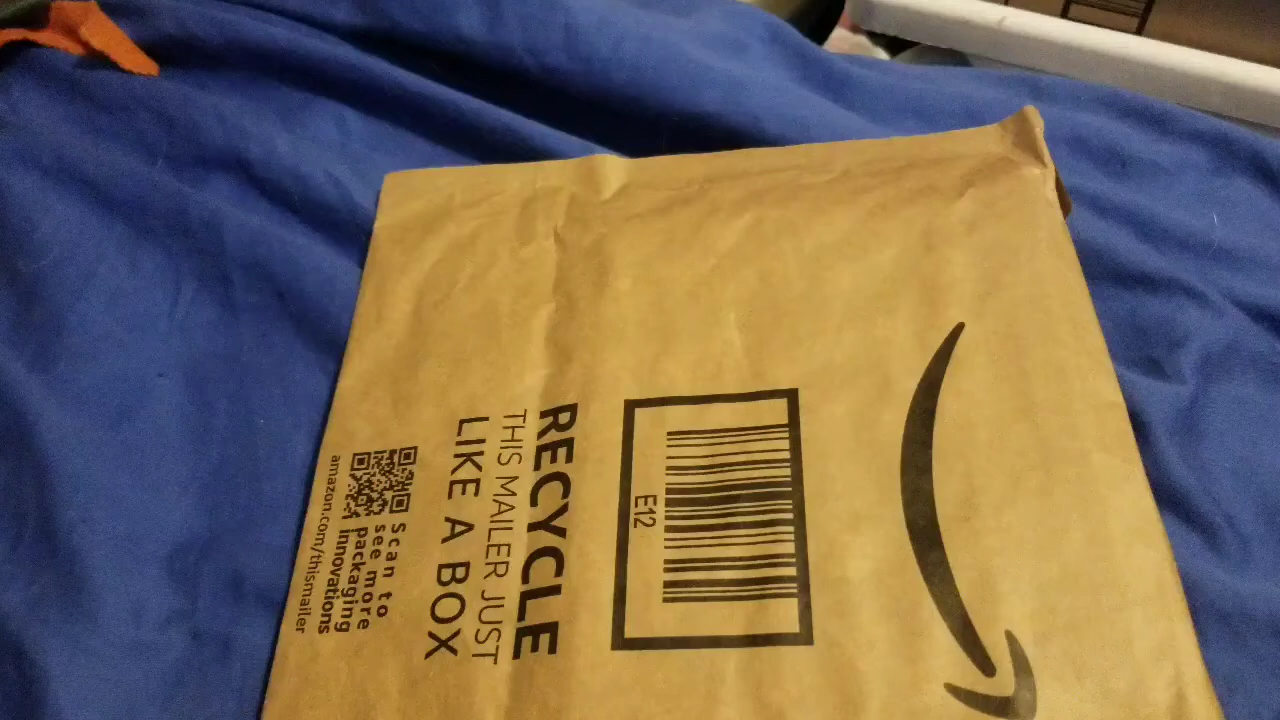 E12
RECYCLE
THIS MAILER JUST
LIKE A BOX
Scan to
see more
packaging
innovations
amazon.com/thismailer